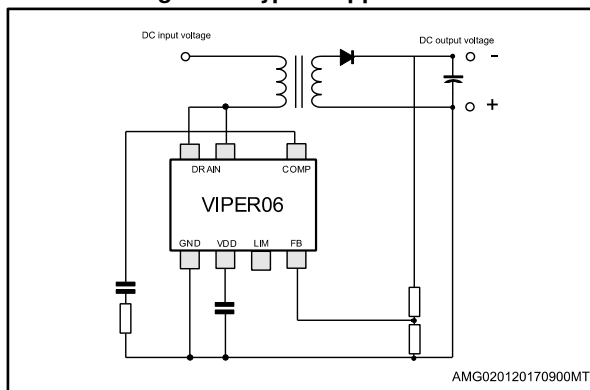 DC input voltage
DC output voltage
-
+
DRAIN
COMP
VIPER06
GND
VDD
LIM
FB
AMG020120170900MT